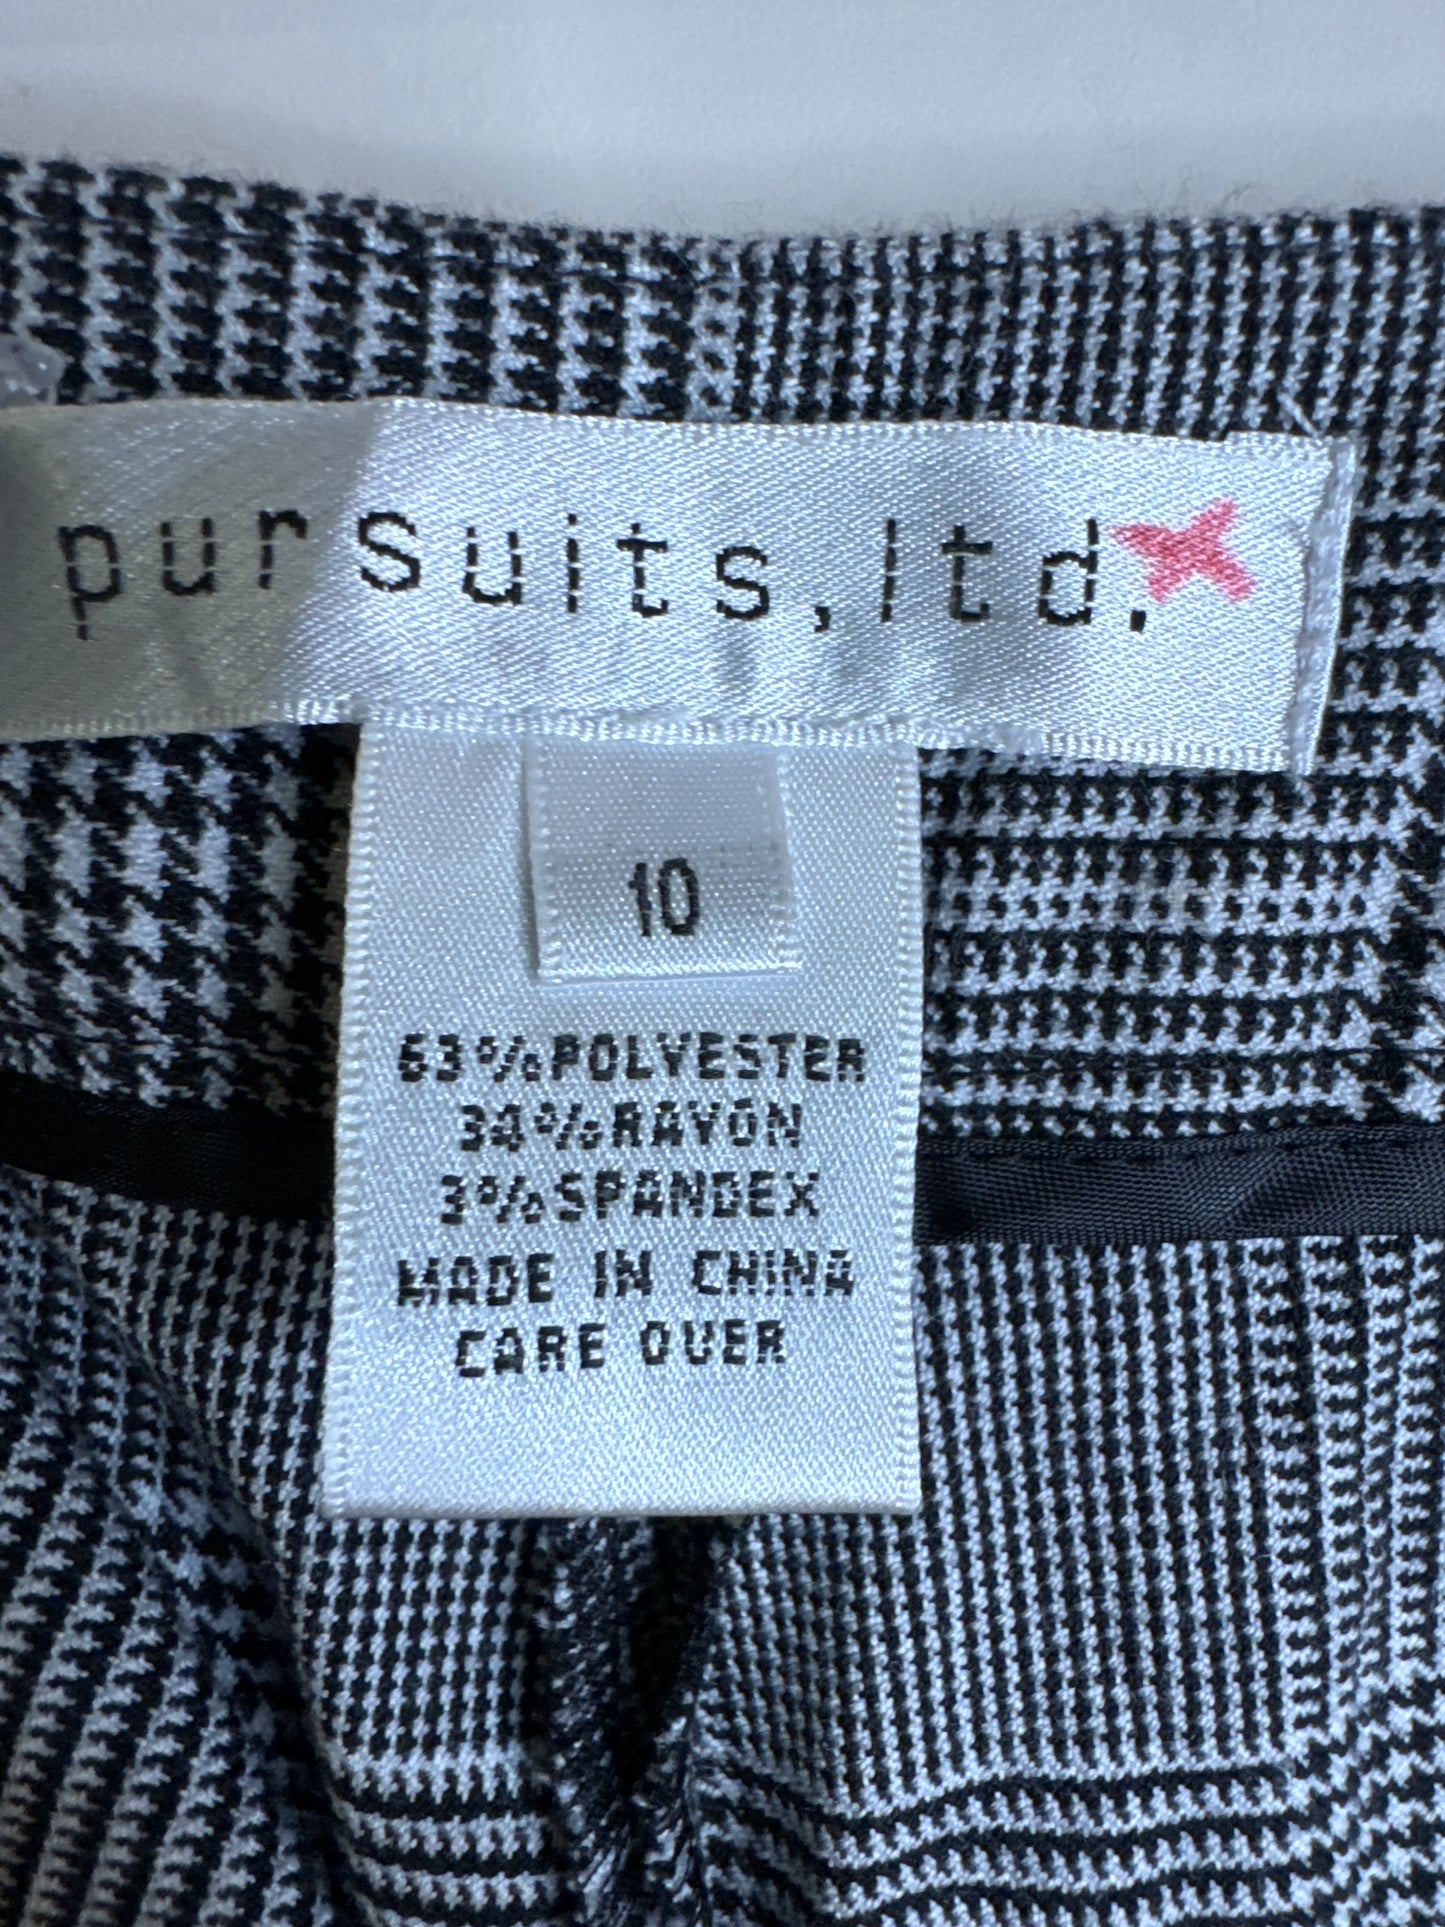 pursuits,ltd.
10
63%POLYESTER
34%RAYON
3%SPANDEX
MADE IN CHINA
CARE OVER